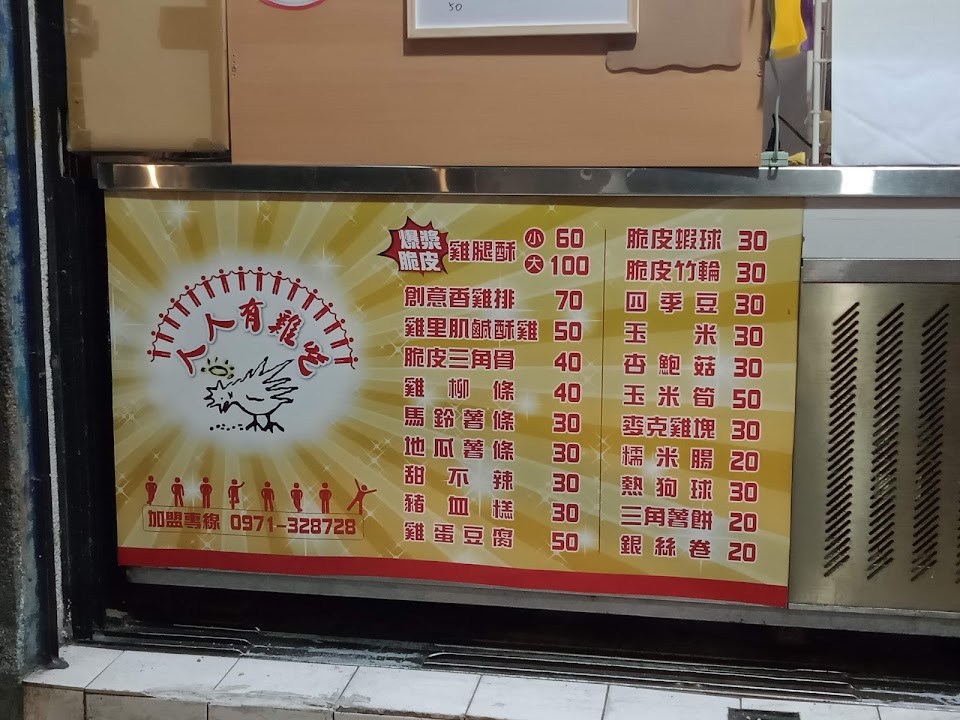 50
人人有雞吃
加盟專線 0971-328728
爆漿
脆皮
雞腿酥 小 60
大 100
創意香雞排 70
雞里肌鹹酥雞 50
脆皮三角骨 40
雞柳條 40
馬鈴薯條 30
地瓜薯條 30
甜不辣 30
豬血糕 30
雞蛋豆腐 50
脆皮蝦球 30
脆皮竹輪 30
四季豆 30
玉米 30
杏鮑菇 30
玉米筍 50
麥克雞塊 30
糯米腸 20
熱狗球 30
三角薯餅 20
銀絲卷 20